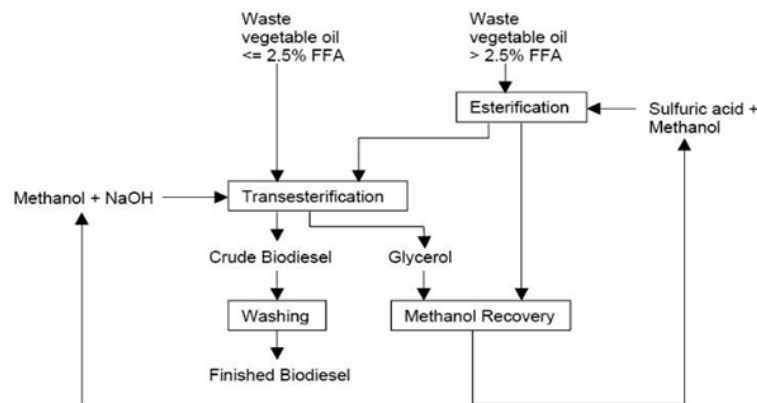 Waste
vegetable oil
<= 2.5% FFA
Waste
vegetable oil
> 2.5% FFA
Esterification
Sulfuric acid +
Methanol
Methanol + NaOH
Transesterification
Crude Biodiesel
Glycerol
Washing
Methanol Recovery
Finished Biodiesel